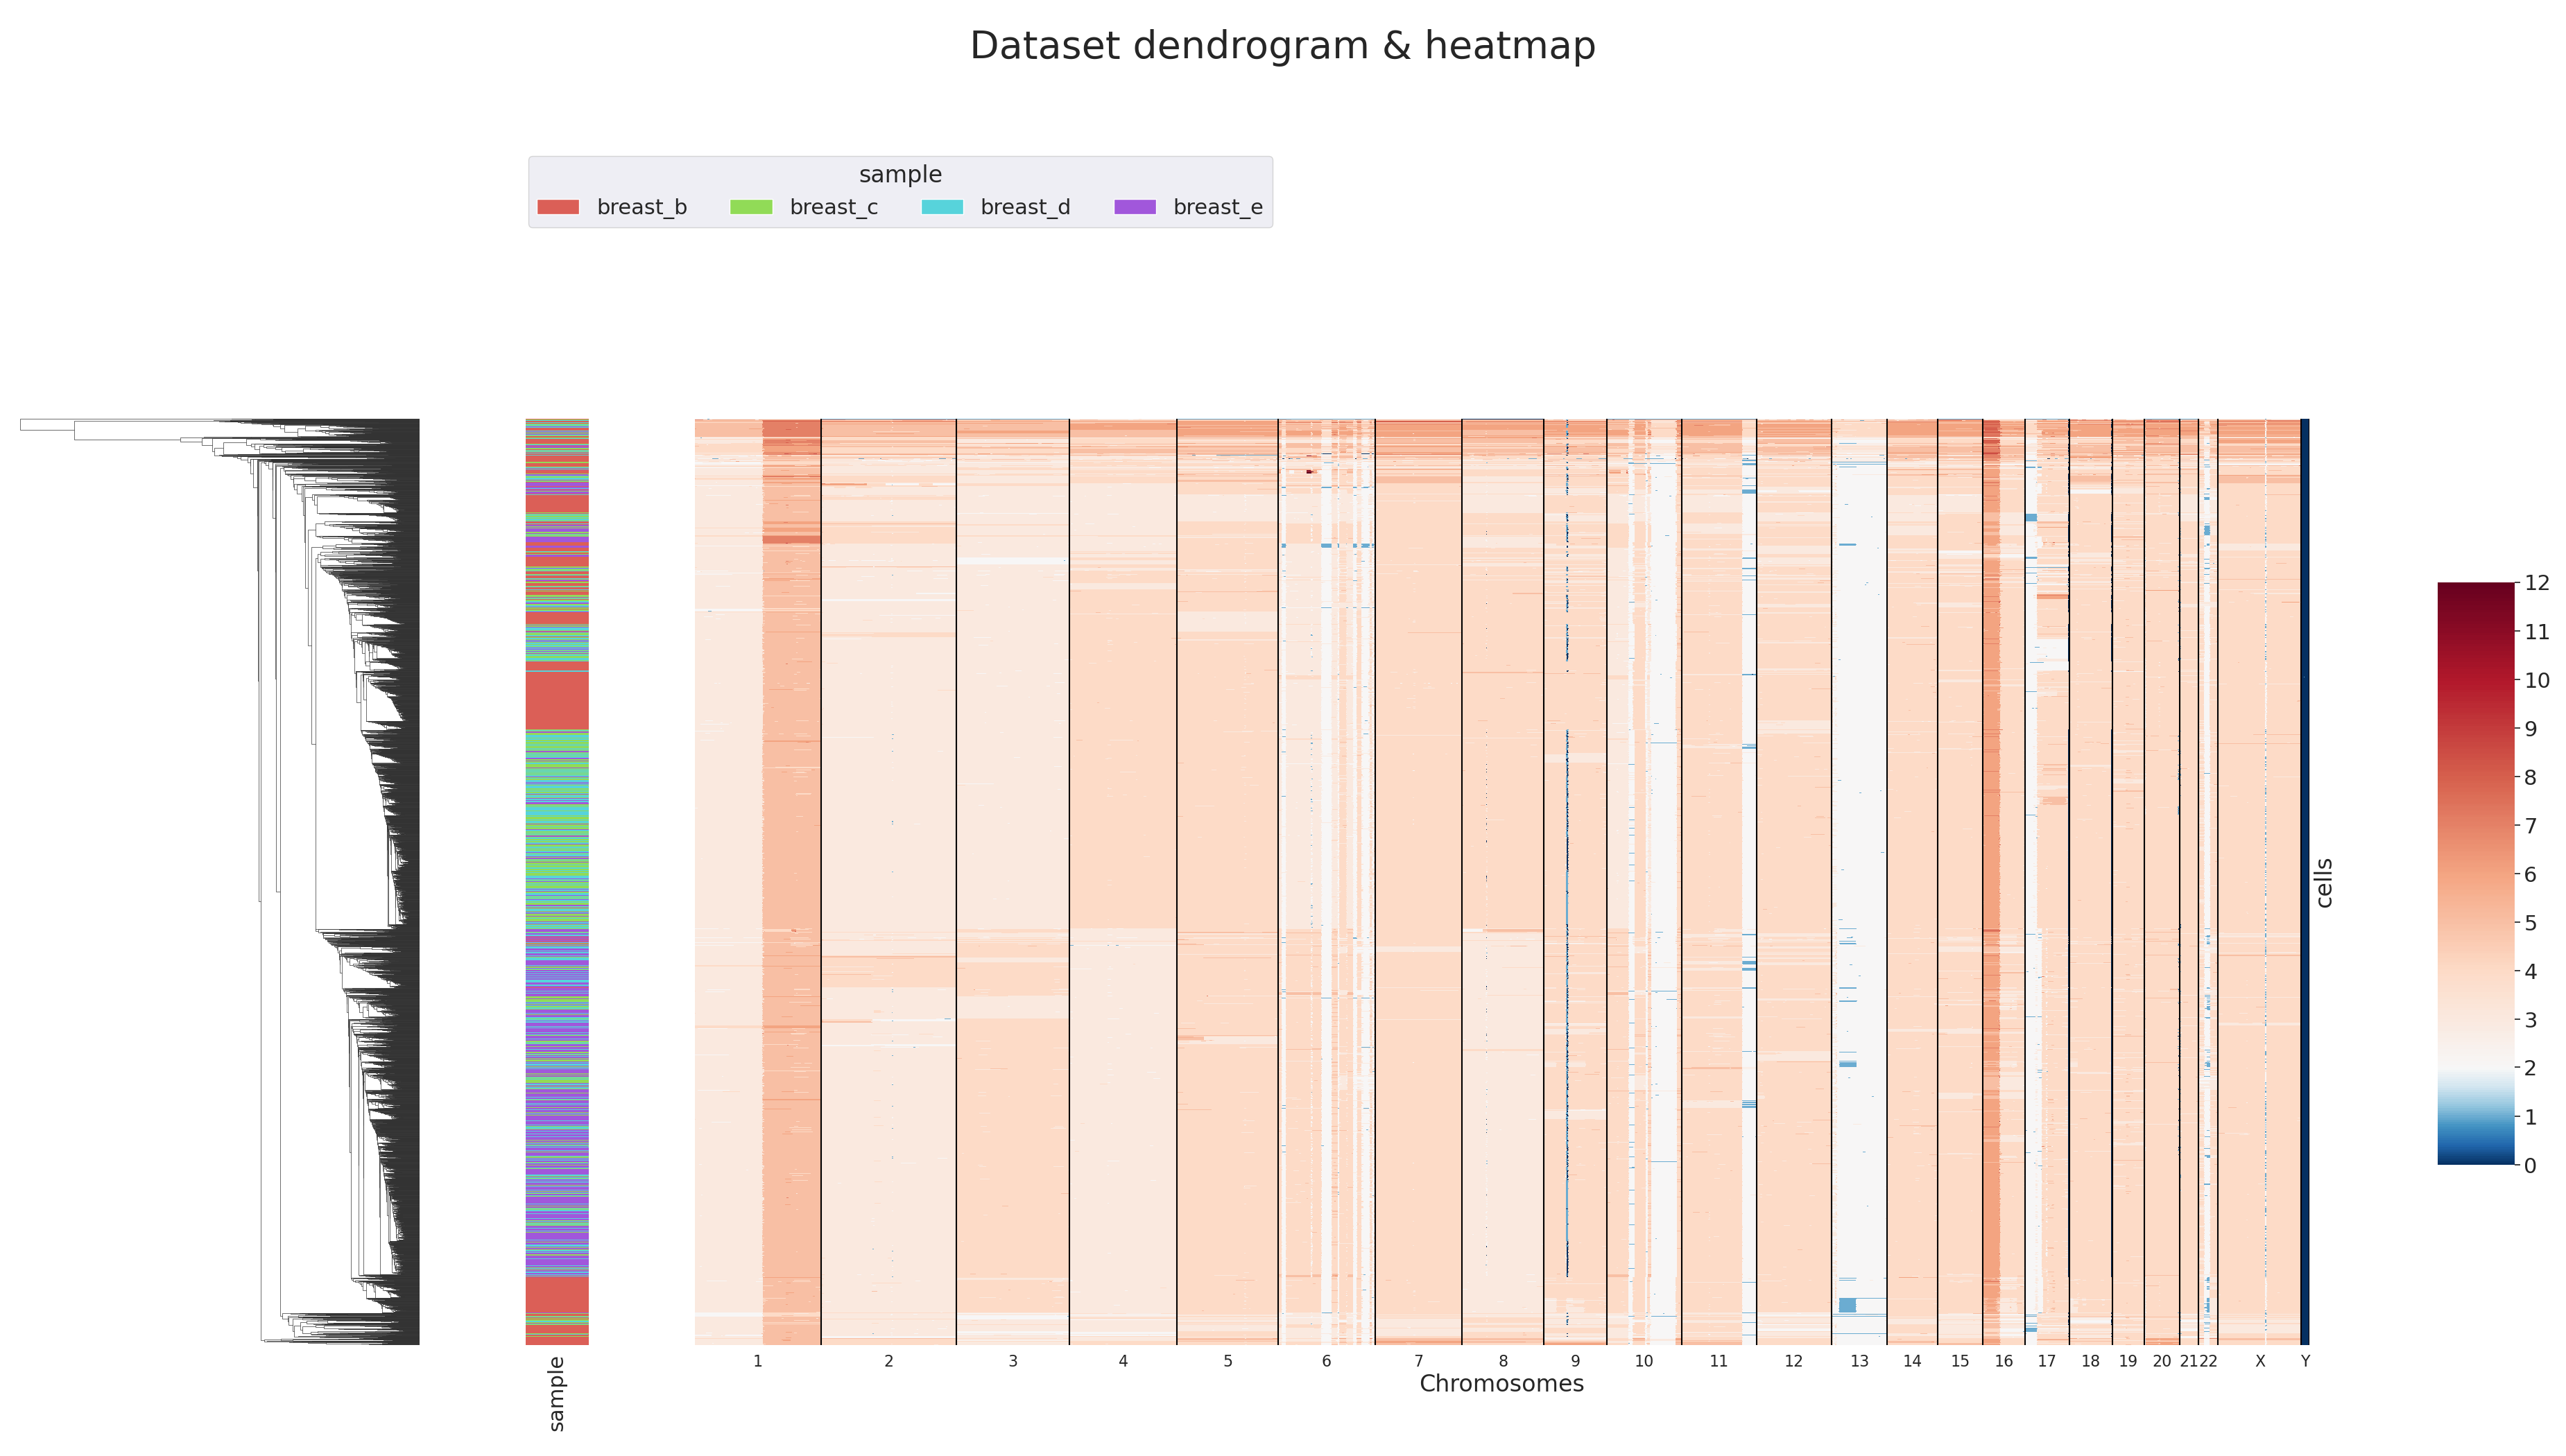 Dataset dendrogram & heatmap
sample
breast_b breast_c breast_d breast_e
12
11
10
9
8
7
6
5
4
3
2
1
0
cells
1 2 3 4 5 6 7 8 9 10 11 12 13 14 15 16 17 18 19 20 21 22 X Y
Chromosomes
sample